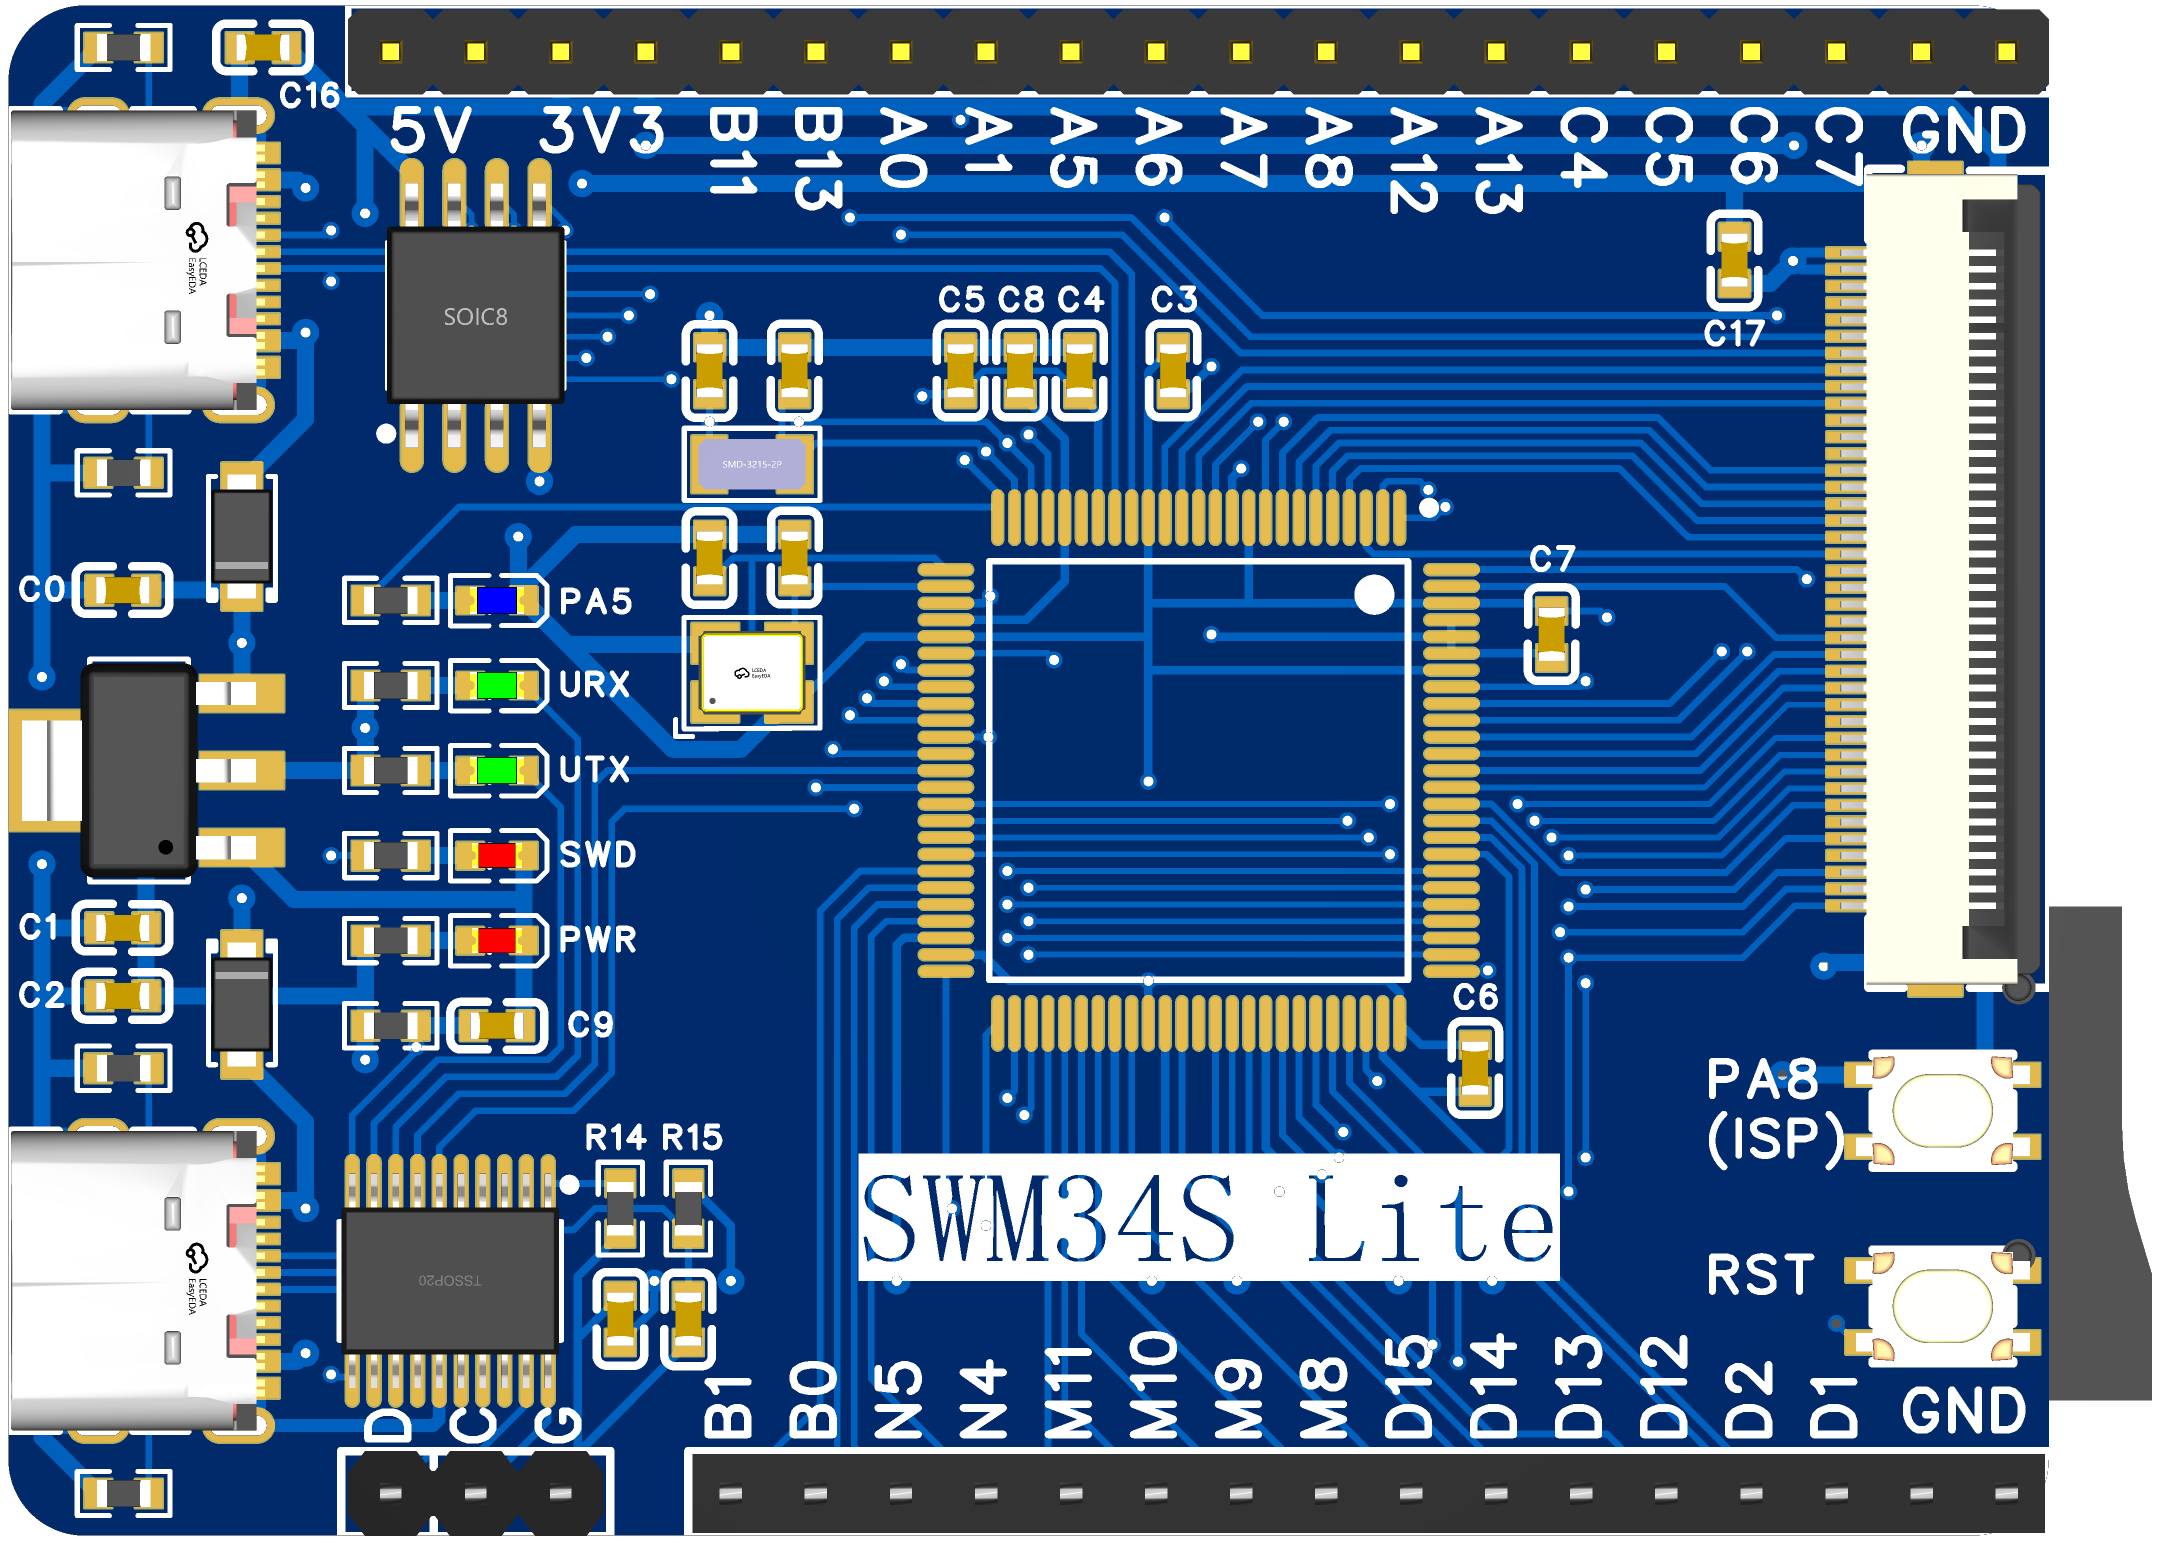 C16
5V 3V3 B11 B13 A0 A1 A5 A6 A7 A8 A12 A13 C4 C5 C6 C7 GND
LCEDA
EasyEDA
SOIC8
C5 C8 C4 C3
C17
SMD-3215-2P
C7
C0
PA5
LCEDA
EasyEDA
URX
UTX
SWD
C1
PWR
C2
C9
C6
PA8
(ISP)
R14 R15
SWM34S Lite
LCEDA
EasyEDA
TSSOP20
RST
D C G
B1 B0 N5 N4 M11 M10 M9 M8 D15 D14 D13 D12 D2 D1 GND